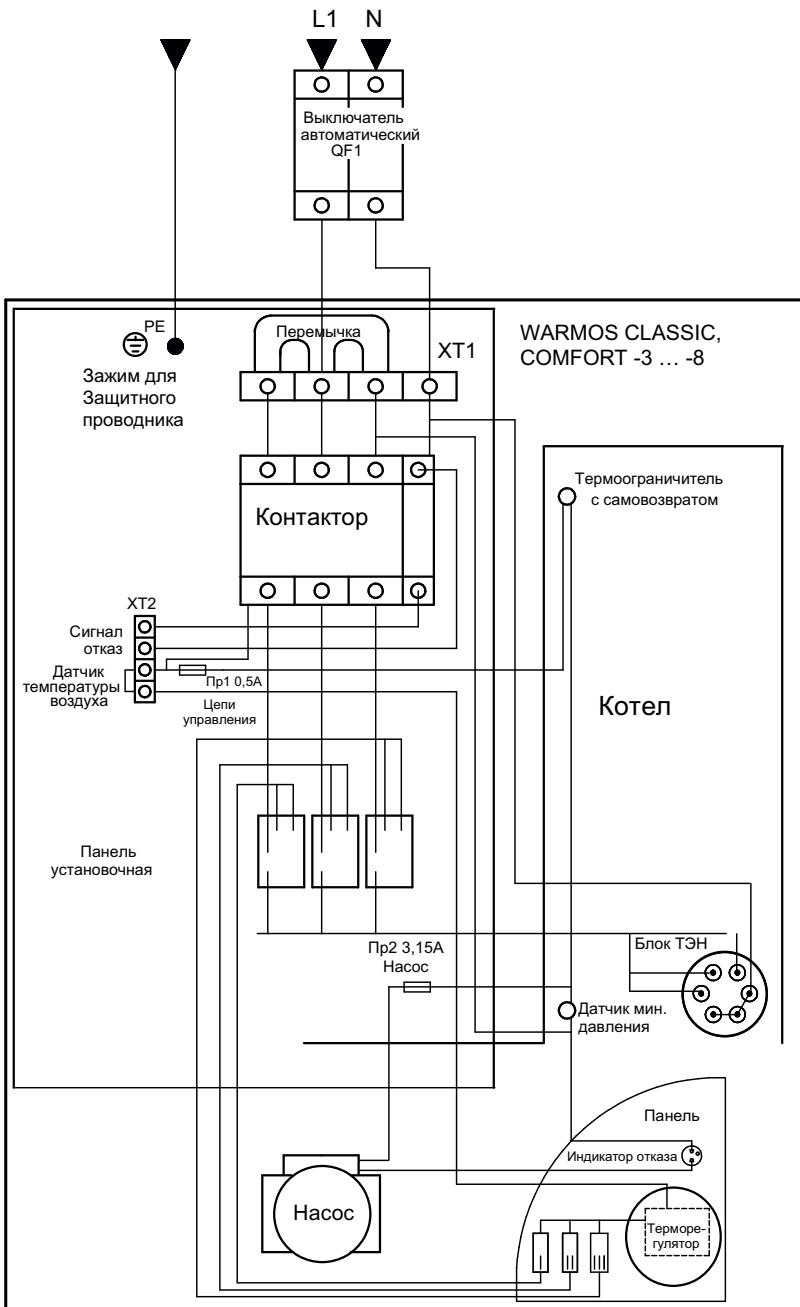 L1 N
Выключатель
автоматический
QF1
PE
Перемычка
XT1
WARMOS CLASSIC,
COMFORT -3 ... -8
Зажим для
Защитного
проводника
Термоограничитель
с самовозвратом
Контактор
XT2
Сигнал
отказ
Датчик
температуры
воздуха
Пр1 0,5А
Цепи
управления
Котел
Панель
установочная
Пр2 3,15А
Насос
Блок ТЭН
Датчик мин.
давления
Панель
Индикатор отказа
Насос
Терморе-
гулятор